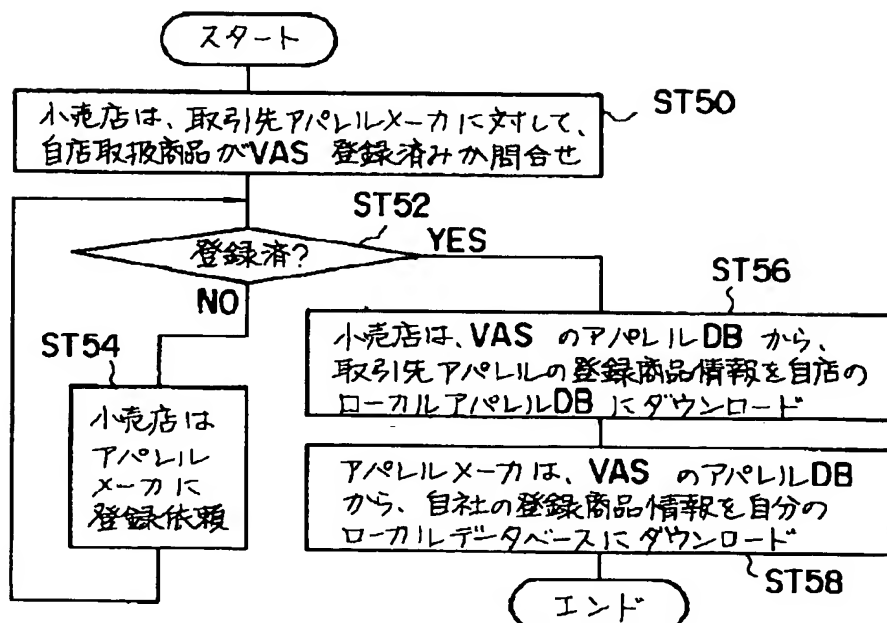 スタート
ST50
小売店は、取引先アパレルメーカに対して、
自店取扱商品がVAS 登録済みか問合せ
ST52
登録済?
YES
NO
ST54
小売店は
アパレル
メーカに
登録依頼
ST56
小売店は、VAS のアパレルDB から、
取引先アパレルの登録商品情報を自店の
ローカルアパレルDB にダウンロード
アパレルメーカは、VAS のアパレルDB
から、自社の登録商品情報を自分の
ローカルデータベースにダウンロード
ST58
エンド